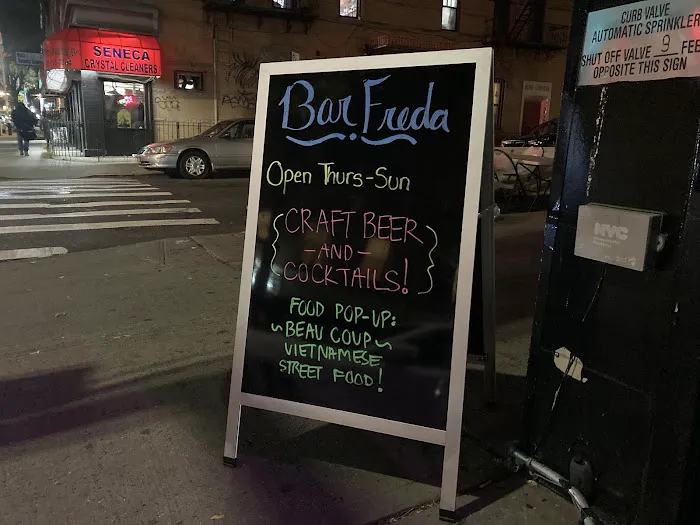 SENECA
CRYSTAL CLEANERS
CURB VALVE
AUTOMATIC SPRINKLER
SHUT OFF VALVE 9 FEE
OPPOSITE THIS SIGN
Bar Freda
Open Thurs-Sun
CRAFT BEER
-AND-
COCKTAILS!
FOOD POP-UP:
~BEAU COUP~
VIETNAMESE
STREET FOOD!
NYC